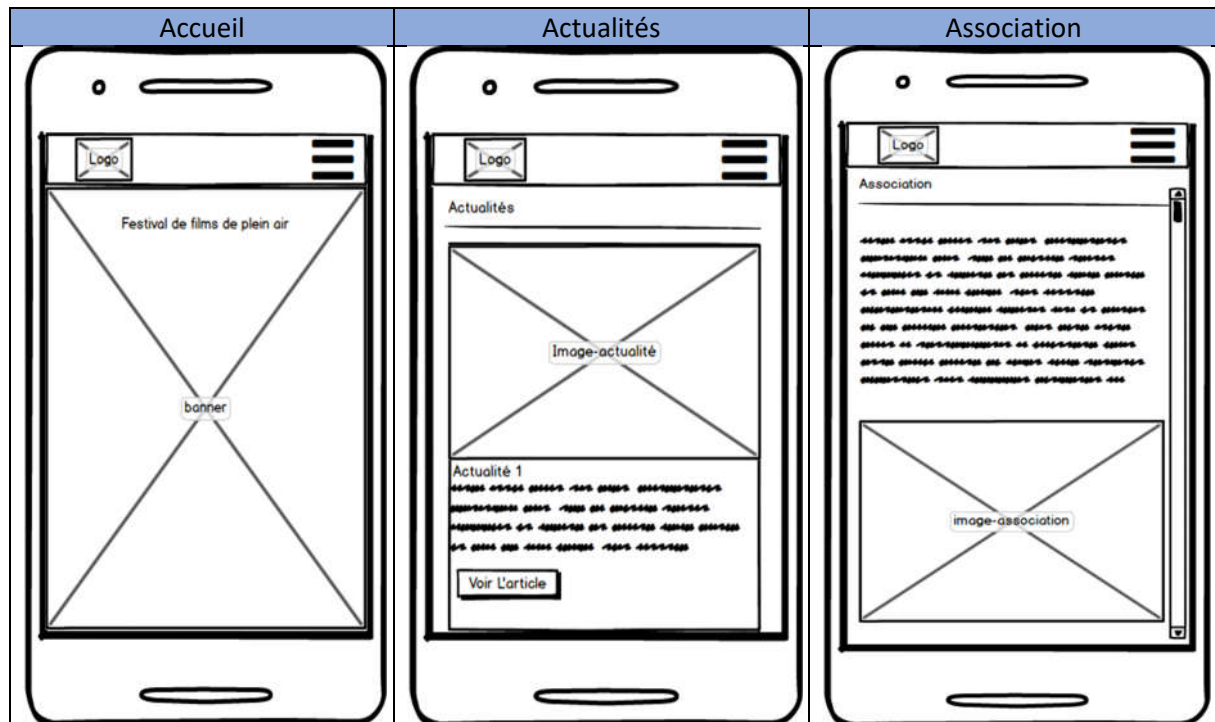 Accueil
Actualités
Association
Logo
Festival de films de plein air
banner
Logo
Actualités
Image-actualité
Actualité 1
Voir L'article
Logo
Association
image-association